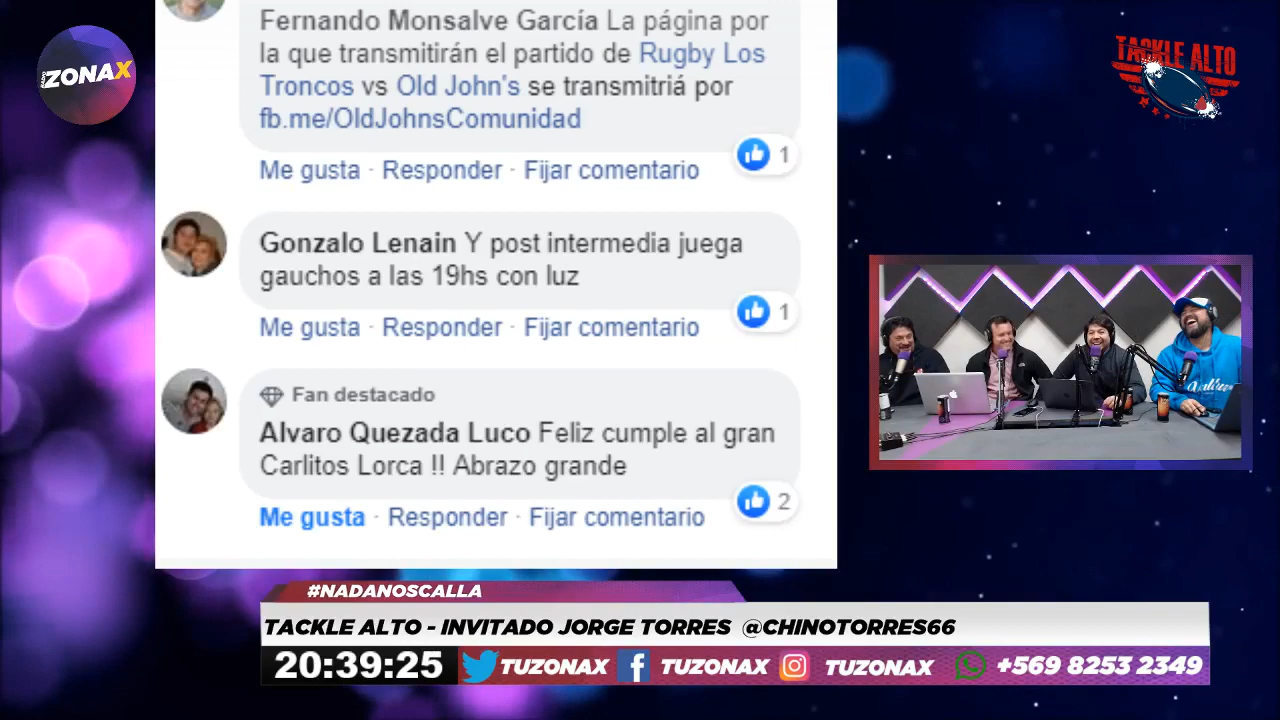 ZONAX
TACKLE ALTO
Fernando Monsalve García La página por
la que transmitirán el partido de Rugby Los
Troncos vs Old John's se transmitriá por
fb.me/OldJohnsComunidad
1
Me gusta · Responder · Fijar comentario
Gonzalo Lenain Y post intermedia juega
gauchos a las 19hs con luz
1
Me gusta · Responder · Fijar comentario
Fan destacado
Alvaro Quezada Luco Feliz cumple al gran
Carlitos Lorca !! Abrazo grande
2
Me gusta · Responder · Fijar comentario
#NADANOSCALLA
TACKLE ALTO - INVITADO JORGE TORRES @CHINOTORRES66
20:39:25 TUZONAX TUZONAX TUZONAX +569 8253 2349